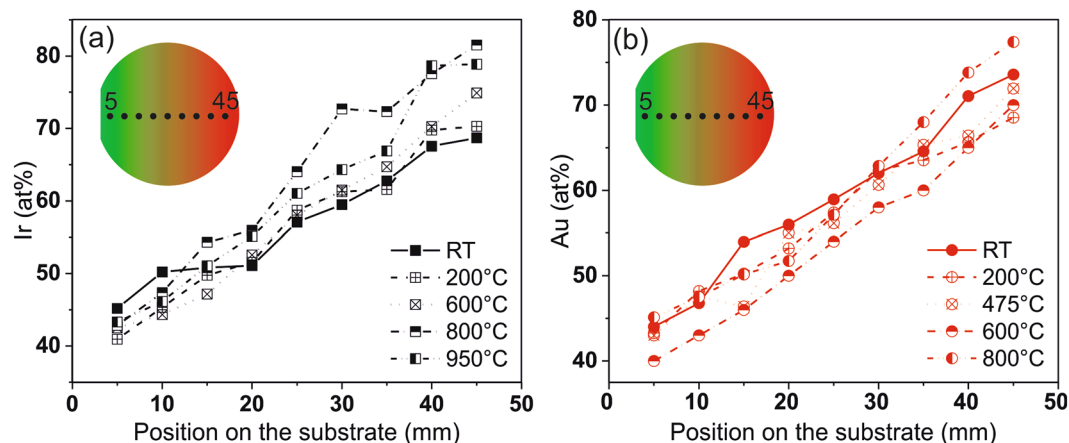 (a)
5 45
80
70
60
50
40
Ir (at%)
RT
200°C
600°C
800°C
950°C
0 10 20 30 40 50
Position on the substrate (mm)
(b)
5 45
80
70
60
50
40
Au (at%)
RT
200°C
475°C
600°C
800°C
0 10 20 30 40 50
Position on the substrate (mm)